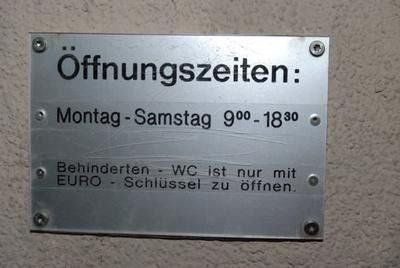 Öffnungszeiten:
Montag - Samstag 9⁰⁰ - 18³⁰
Behinderten - WC ist nur mit
EURO - Schlüssel zu öffnen.